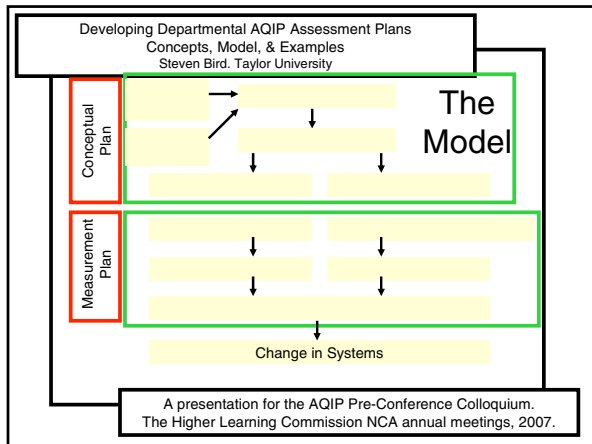 Developing Departmental AQIP Assessment Plans
Concepts, Model, & Examples
Steven Bird. Taylor University
The
Model
Conceptual
Plan
Measurement
Plan
Change in Systems
A presentation for the AQIP Pre-Conference Colloquium.
The Higher Learning Commission NCA annual meetings, 2007.